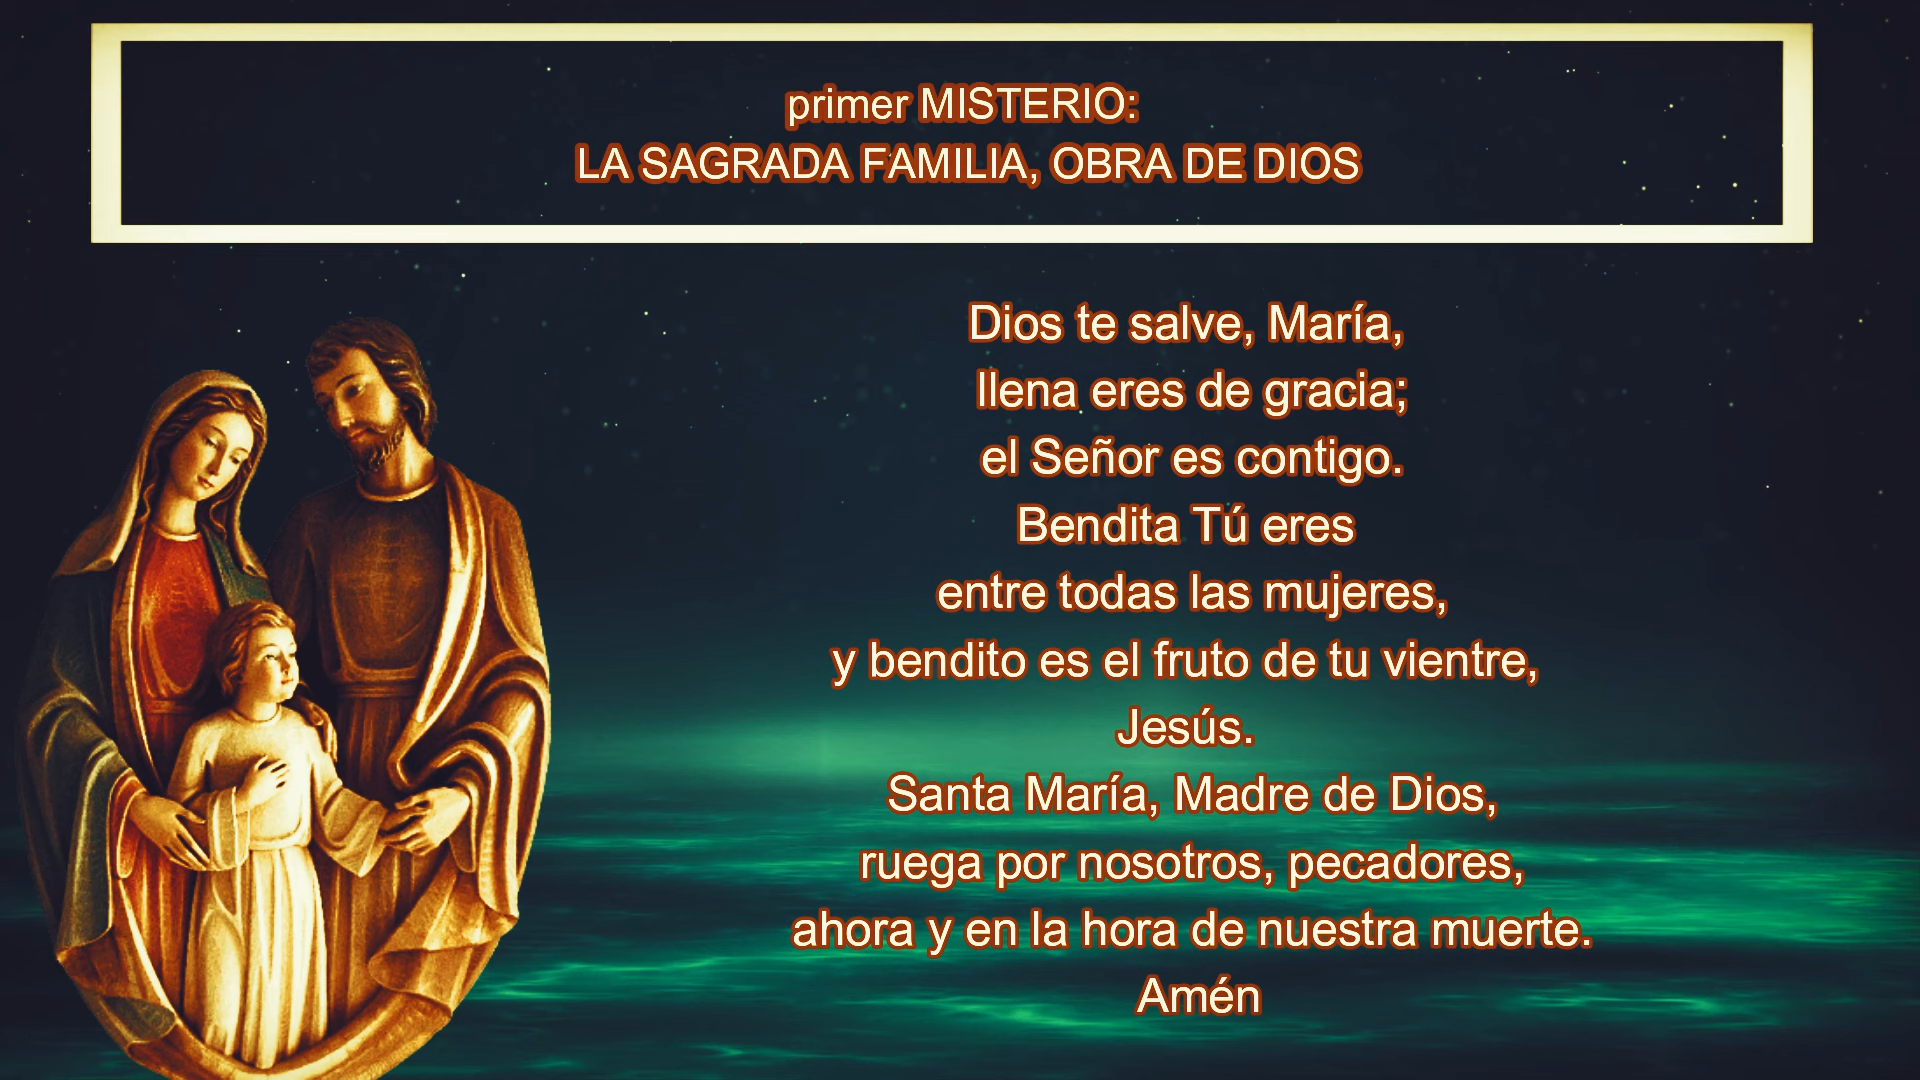 primer MISTERIO:
LA SAGRADA FAMILIA, OBRA DE DIOS
Dios te salve, María,
llena eres de gracia;
el Señor es contigo.
Bendita Tú eres
entre todas las mujeres,
y bendito es el fruto de tu vientre,
Jesús.
Santa María, Madre de Dios,
ruega por nosotros, pecadores,
ahora y en la hora de nuestra muerte.
Amén